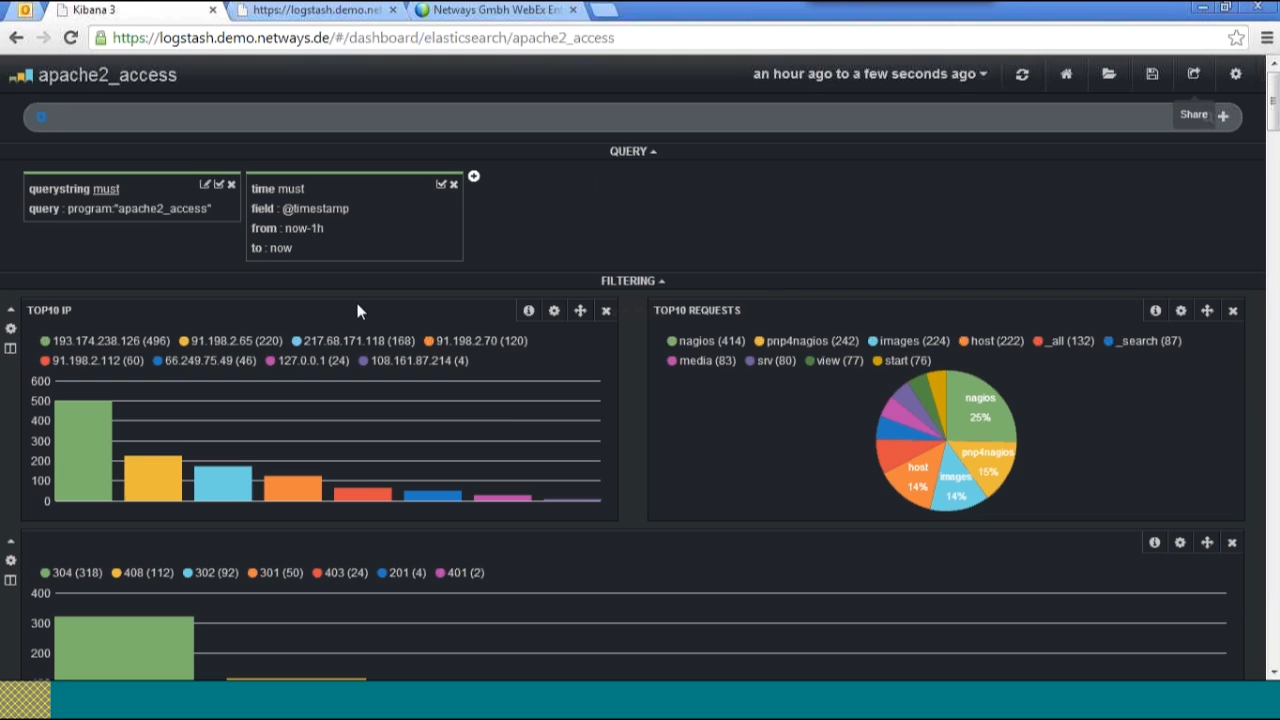 Kibana 3
https://logstash.demo.net
Netways Gmbh WebEx En
https://logstash.demo.netways.de/#/dashboard/elasticsearch/apache2_access
apache2_access
an hour ago to a few seconds ago
Share
QUERY
querystring must
query : program:"apache2_access"
time must
field : @timestamp
from : now-1h
to : now
FILTERING
TOP10 IP
193.174.238.126 (496) 91.198.2.65 (220) 217.68.171.118 (168) 91.198.2.70 (120)
91.198.2.112 (60) 66.249.75.49 (46) 127.0.0.1 (24) 108.161.87.214 (4)
600
500
400
300
200
100
0
TOP10 REQUESTS
nagios (414) pnp4nagios (242) images (224) host (222) _all (132) _search (87)
media (83) srv (80) view (77) start (76)
nagios
25%
pnp4nagios
15%
images
14%
host
14%
304 (318) 408 (112) 302 (92) 301 (50) 403 (24) 201 (4) 401 (2)
400
300
200